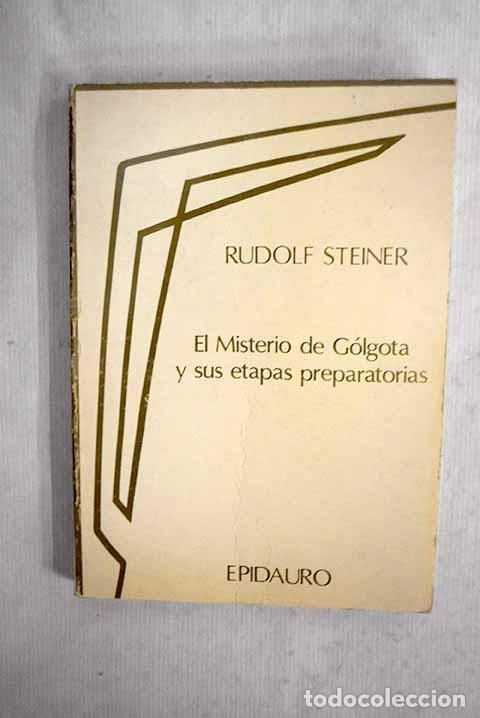 RUDOLF STEINER
El Misterio de Gólgota
y sus etapas preparatorias
EPIDAURO
todocoleccion